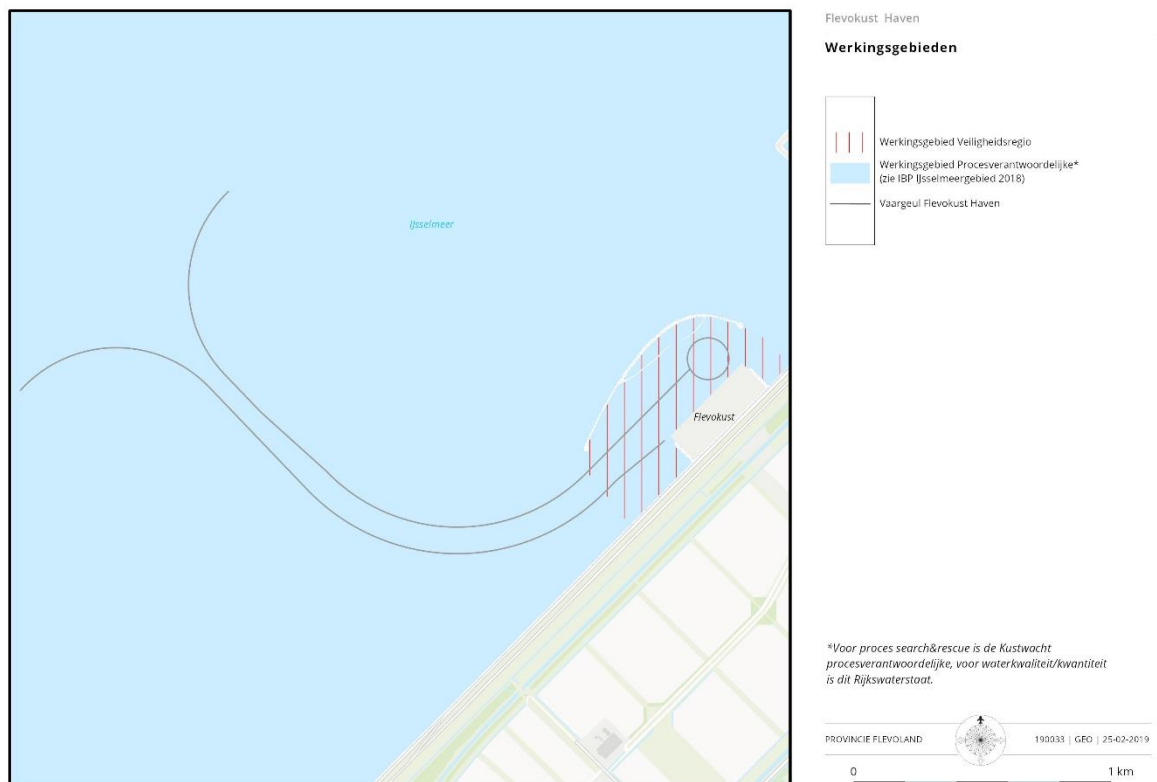 Flevokust Haven
Werkingsgebieden
Werkingsgebied Veiligheidsregio
Werkingsgebied Procesverantwoordelijke*
(zie IBP IJsselmeergebied 2018)
Vaargeul Flevokust Haven
IJsselmeer
Flevokust
*Voor proces search&rescue is de Kustwacht
procesverantwoordelijke, voor waterkwaliteit/kwantiteit
is dit Rijkswaterstaat.
PROVINCIE FLEVOLAND
190033 | GEO | 25-02-2019
0 1 km